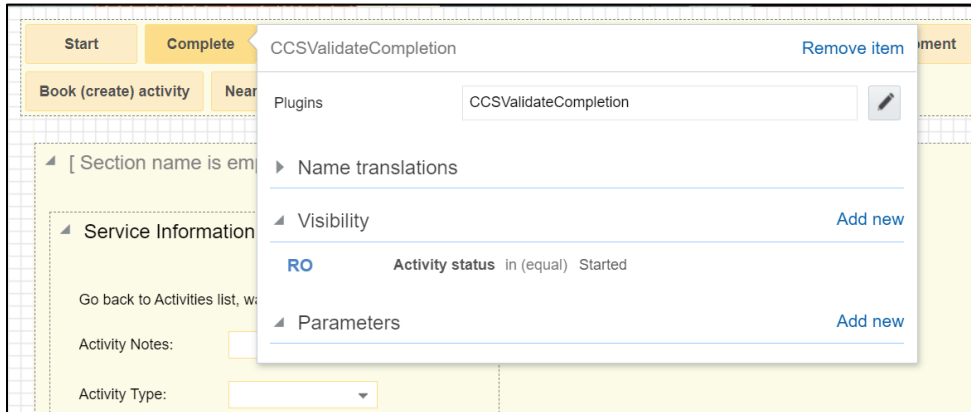 Start
Complete
CCSValidateCompletion
Remove item
Book (create) activity
Plugins
CCSValidateCompletion
[ Section name is
Name translations
Visibility
Add new
Service Information
RO
Activity status in (equal) Started
Go back to Activities list,
Parameters
Add new
Activity Notes:
Activity Type: